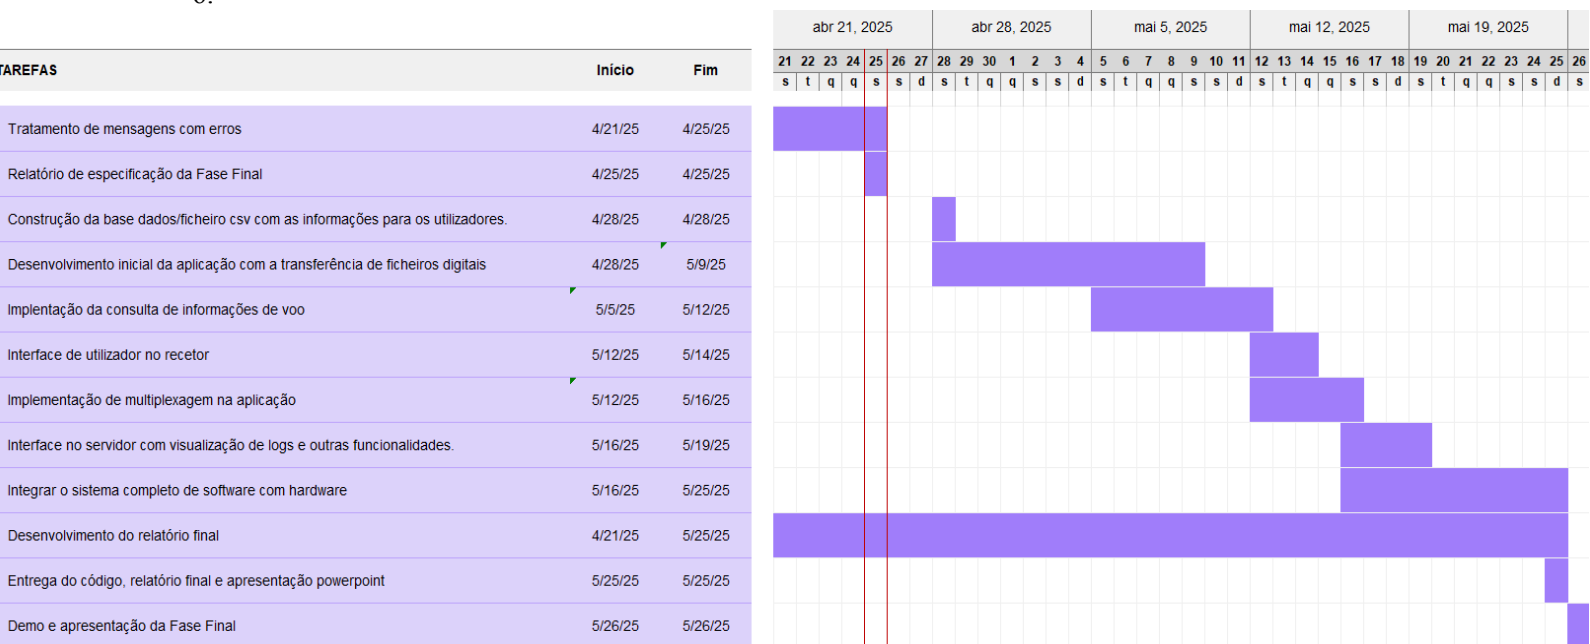 abr 21, 2025 abr 28, 2025 mai 5, 2025 mai 12, 2025 mai 19, 2025
TAREFAS Início Fim 21 22 23 24 25 26 27 28 29 30 1 2 3 4 5 6 7 8 9 10 11 12 13 14 15 16 17 18 19 20 21 22 23 24 25 26
s t q q s s d s t q q s s d s t q q s s d s t q q s s d s t q q s s d s
Tratamento de mensagens com erros 4/21/25 4/25/25
Relatório de especificação da Fase Final 4/25/25 4/25/25
Construção da base dados/ficheiro csv com as informações para os utilizadores. 4/28/25 4/28/25
Desenvolvimento inicial da aplicação com a transferência de ficheiros digitais 4/28/25 5/9/25
Implentação da consulta de informações de voo 5/5/25 5/12/25
Interface de utilizador no recetor 5/12/25 5/14/25
Implementação de multiplexagem na aplicação 5/12/25 5/16/25
Interface no servidor com visualização de logs e outras funcionalidades. 5/16/25 5/19/25
Integrar o sistema completo de software com hardware 5/16/25 5/25/25
Desenvolvimento do relatório final 4/21/25 5/25/25
Entrega do código, relatório final e apresentação powerpoint 5/25/25 5/25/25
Demo e apresentação da Fase Final 5/26/25 5/26/25